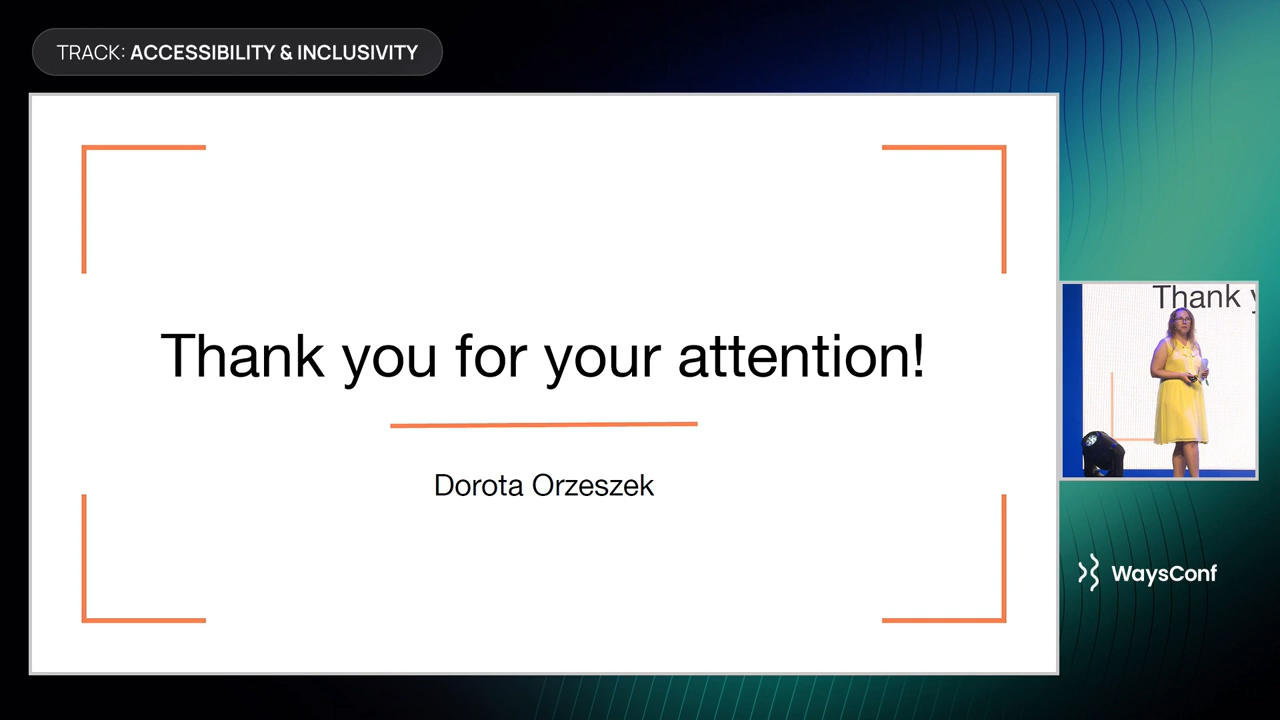 TRACK: ACCESSIBILITY & INCLUSIVITY
Thank you for your attention!
Dorota Orzeszek
Thank y
WaysConf